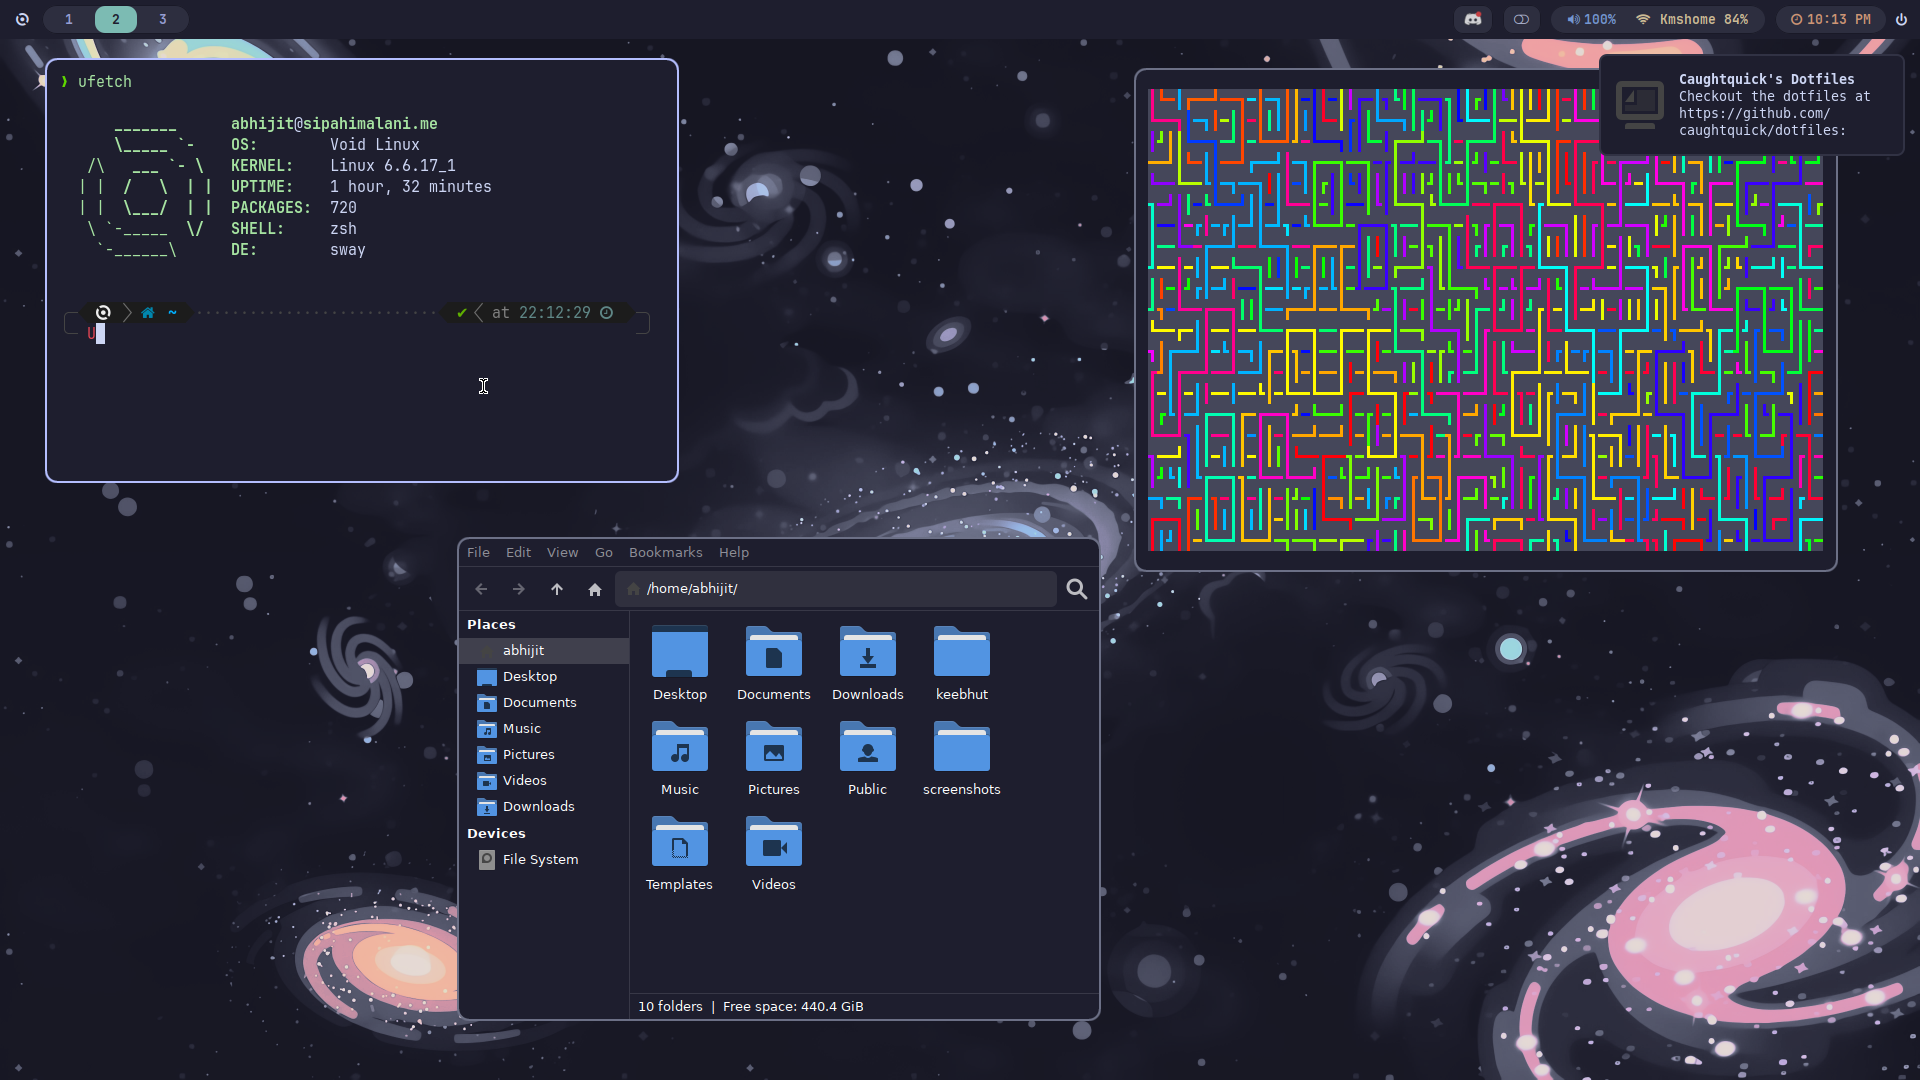 1 2 3
100% Kmshome 84% 10:13 PM
❱ ufetch
abhijit@sipahimalani.me
OS: Void Linux
KERNEL: Linux 6.6.17_1
UPTIME: 1 hour, 32 minutes
PACKAGES: 720
SHELL: zsh
DE: sway
~ ✔ at 22:12:29
U
Caughtquick's Dotfiles
Checkout the dotfiles at
https://github.com/
caughtquick/dotfiles:
File Edit View Go Bookmarks Help
/home/abhijit/
Places
abhijit
Desktop
Documents
Music
Pictures
Videos
Downloads
Devices
File System
Desktop Documents Downloads keebhut
Music Pictures Public screenshots
Templates Videos
10 folders | Free space: 440.4 GiB